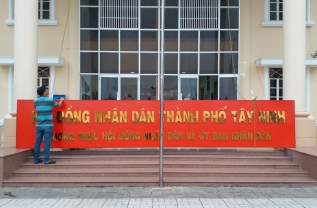 ĐỒNG NHÂN DÂN THÀNH PHỐ TÂY NINH
HỘI ĐỒNG NHÂN DÂN VÀ ỦY BAN NHÂN DÂN